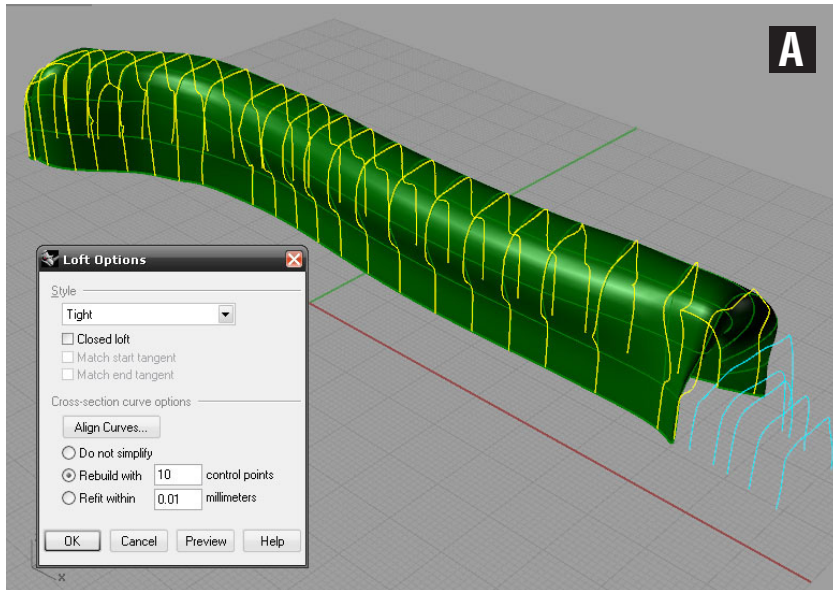 A
Loft Options
Style
Tight
Closed loft
Match start tangent
Match end tangent
Cross-section curve options
Align Curves...
Do not simplify
Rebuild with 10 control points
Refit within 0.01 millimeters
OK Cancel Preview Help
x